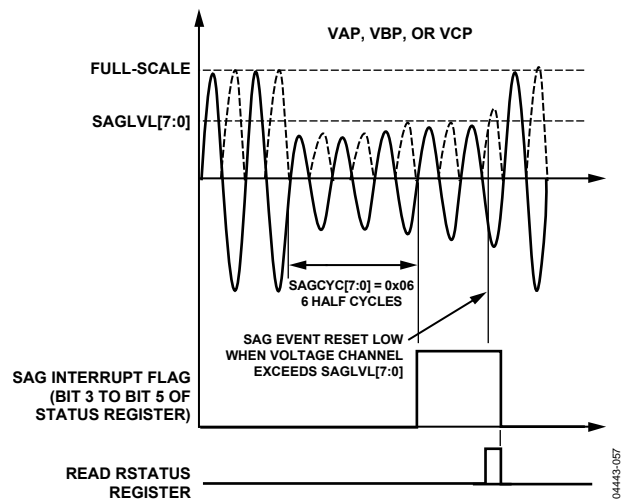 VAP, VBP, OR VCP
FULL-SCALE
SAGLVL[7:0]
SAGCYC[7:0] = 0x06
6 HALF CYCLES
SAG EVENT RESET LOW
WHEN VOLTAGE CHANNEL
EXCEEDS SAGLVL[7:0]
SAG INTERRUPT FLAG
(BIT 3 TO BIT 5 OF
STATUS REGISTER)
READ RSTATUS
REGISTER
04443-057